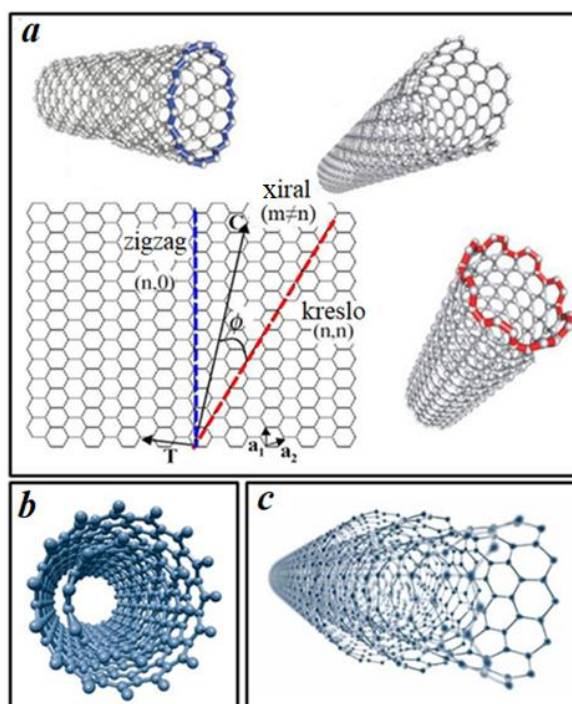 a
xiral
(m≠n)
C
zigzag
(n,0)
kreslo
(n,n)
ϕ
T
a₁
a₂
b
c